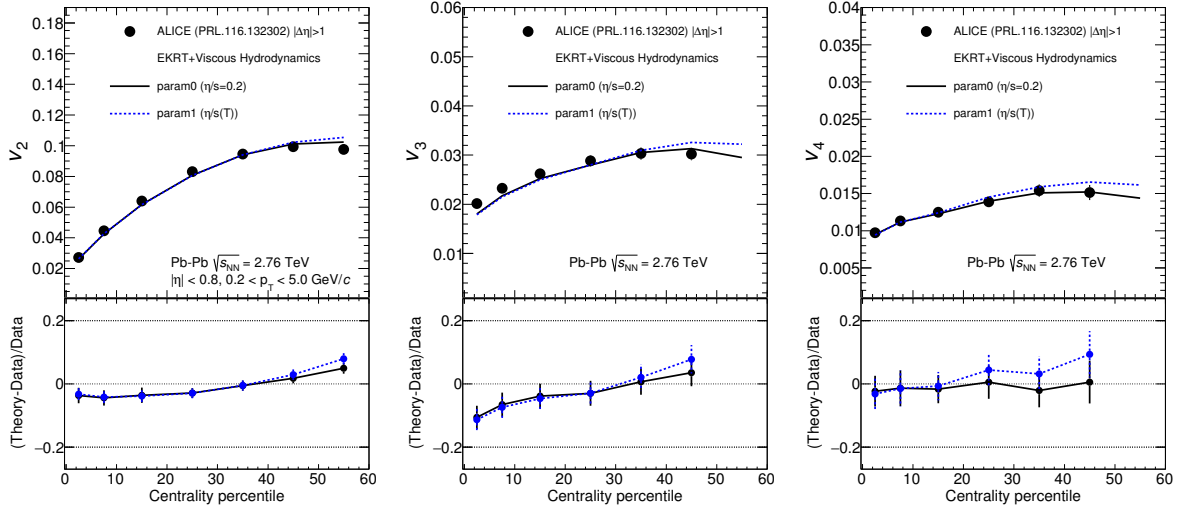 v₂
0.18
0.16
0.14
0.12
0.1
0.08
0.06
0.04
0.02
ALICE (PRL.116.132302) |Δη|>1
EKRT+Viscous Hydrodynamics
param0 (η/s=0.2)
param1 (η/s(T))
Pb-Pb √s_NN = 2.76 TeV
|η| < 0.8, 0.2 < p_T < 5.0 GeV/c
(Theory-Data)/Data
0.2
0
−0.2
0 10 20 30 40 50 60
Centrality percentile
v₃
0.06
0.05
0.04
0.03
0.02
0.01
ALICE (PRL.116.132302) |Δη|>1
EKRT+Viscous Hydrodynamics
param0 (η/s=0.2)
param1 (η/s(T))
Pb-Pb √s_NN = 2.76 TeV
(Theory-Data)/Data
0.2
0
−0.2
0 10 20 30 40 50 60
Centrality percentile
v₄
0.04
0.035
0.03
0.025
0.02
0.015
0.01
0.005
ALICE (PRL.116.132302) |Δη|>1
EKRT+Viscous Hydrodynamics
param0 (η/s=0.2)
param1 (η/s(T))
Pb-Pb √s_NN = 2.76 TeV
(Theory-Data)/Data
0.2
0
−0.2
0 10 20 30 40 50 60
Centrality percentile